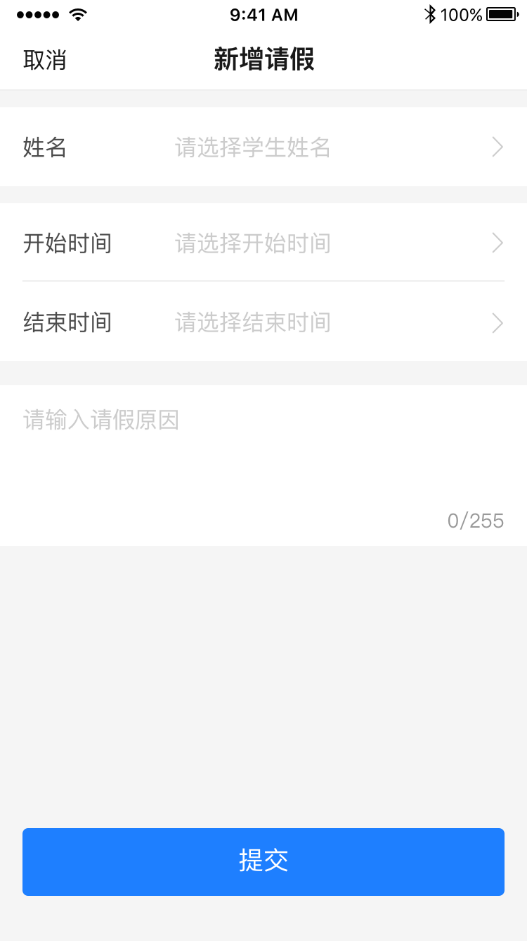 9:41 AM 100%
取消 新增请假
姓名 请选择学生姓名
开始时间 请选择开始时间
结束时间 请选择结束时间
请输入请假原因
0/255
提交